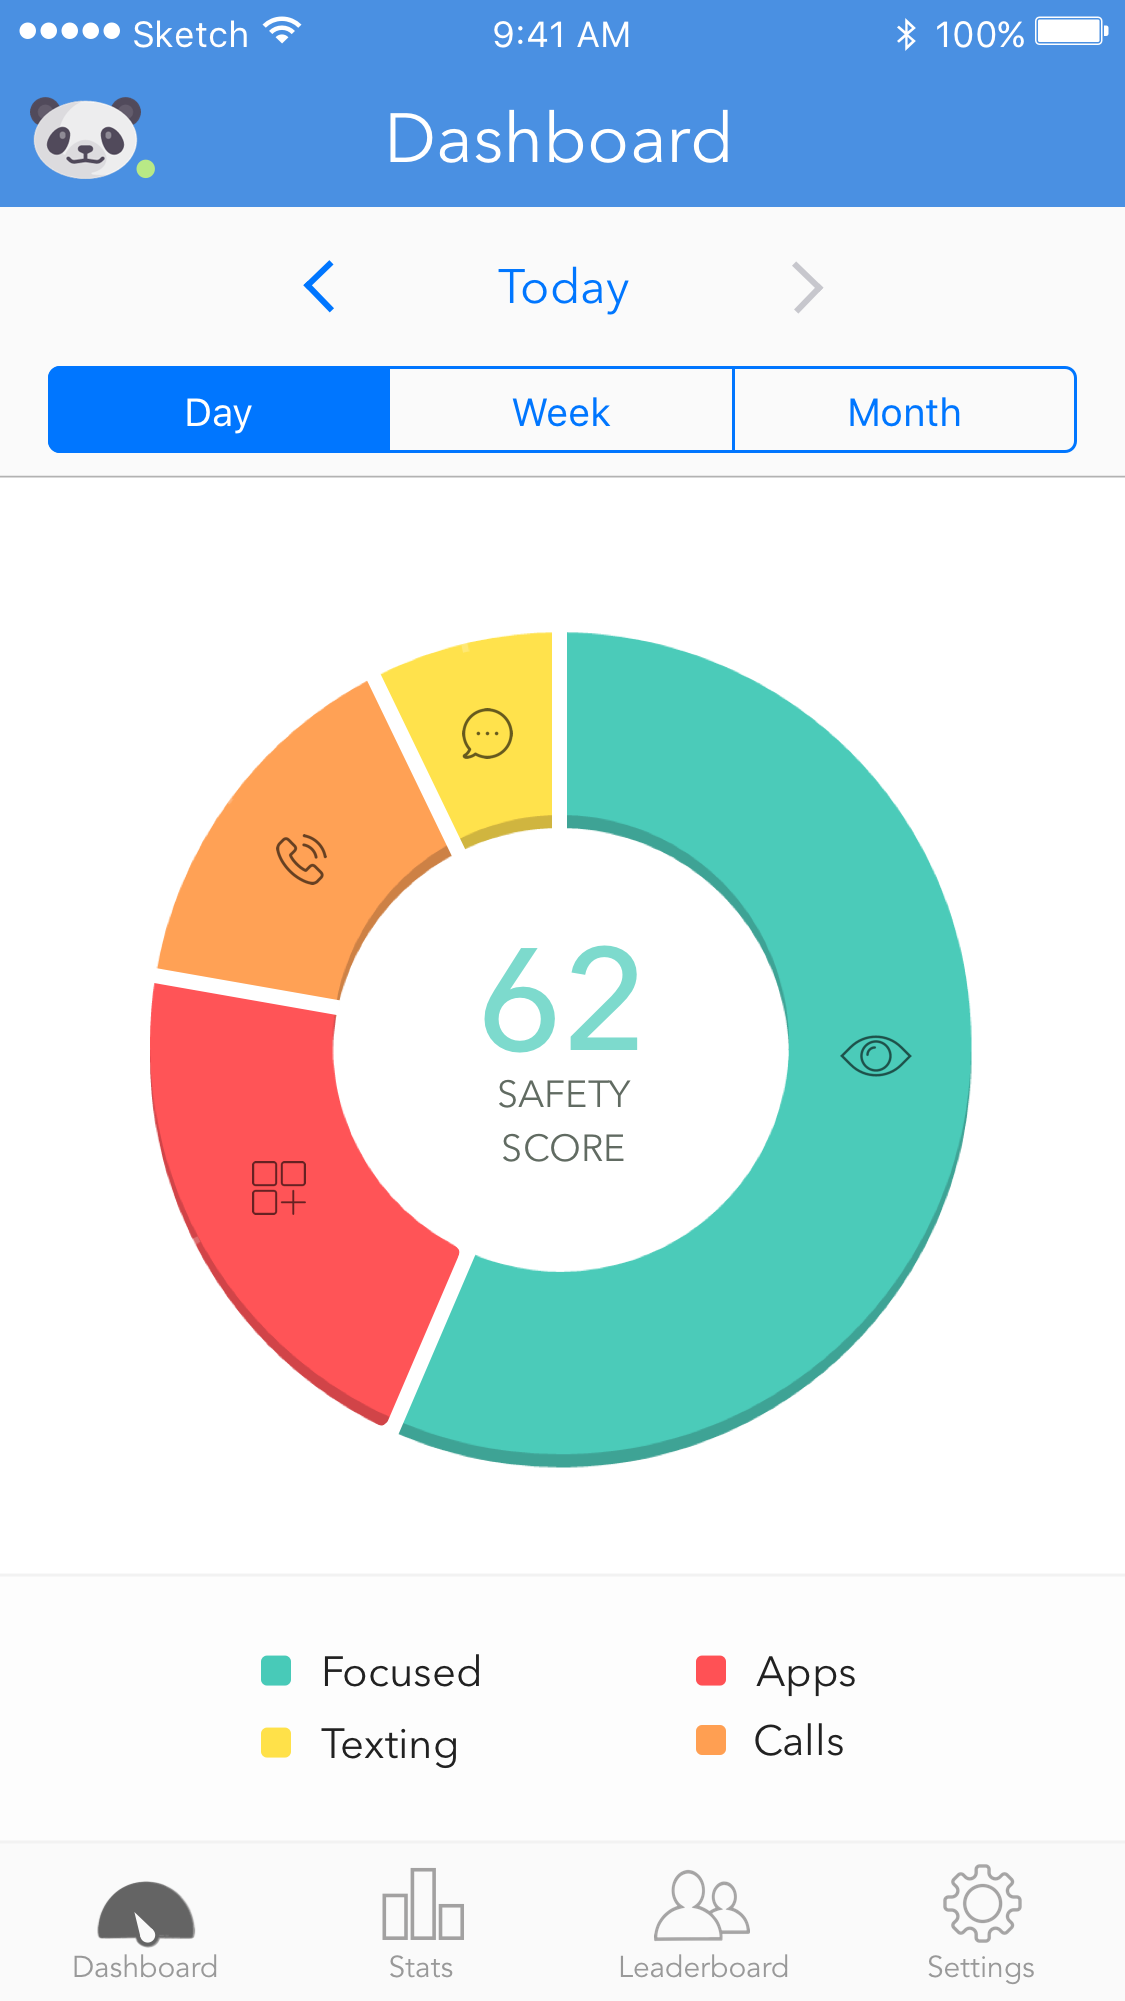 Sketch 9:41 AM 100%
Dashboard
Today
Day Week Month
62
SAFETY
SCORE
Focused Apps
Texting Calls
Dashboard Stats Leaderboard Settings